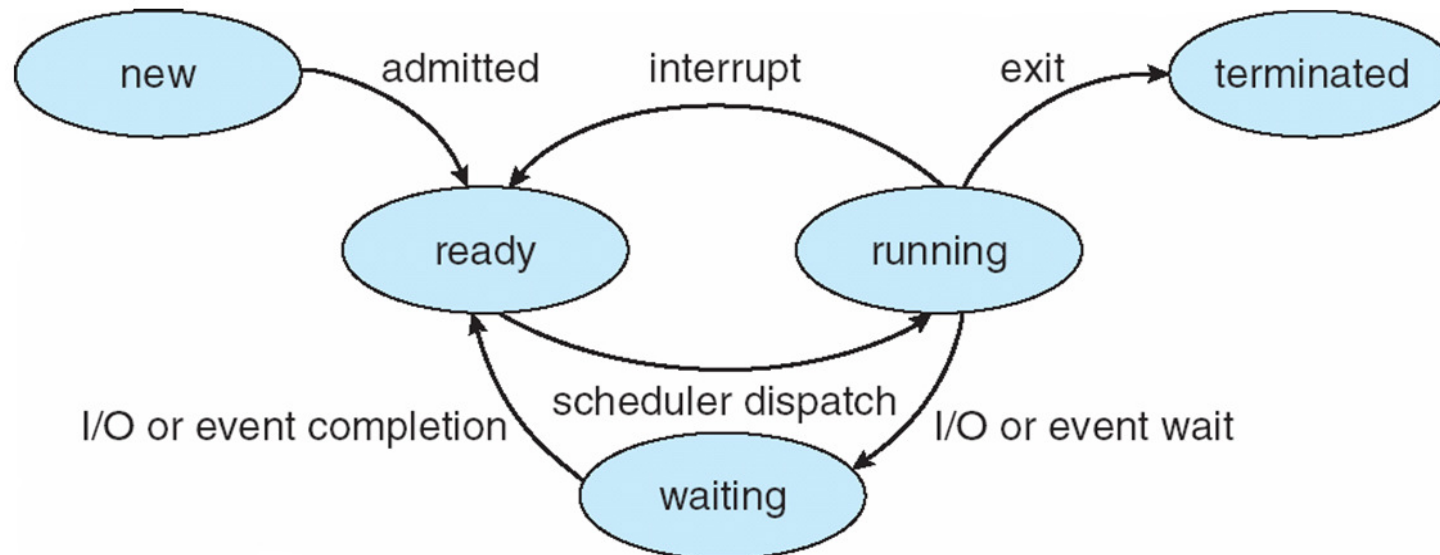 new
admitted
interrupt
exit
terminated
ready
running
scheduler dispatch
I/O or event completion
I/O or event wait
waiting